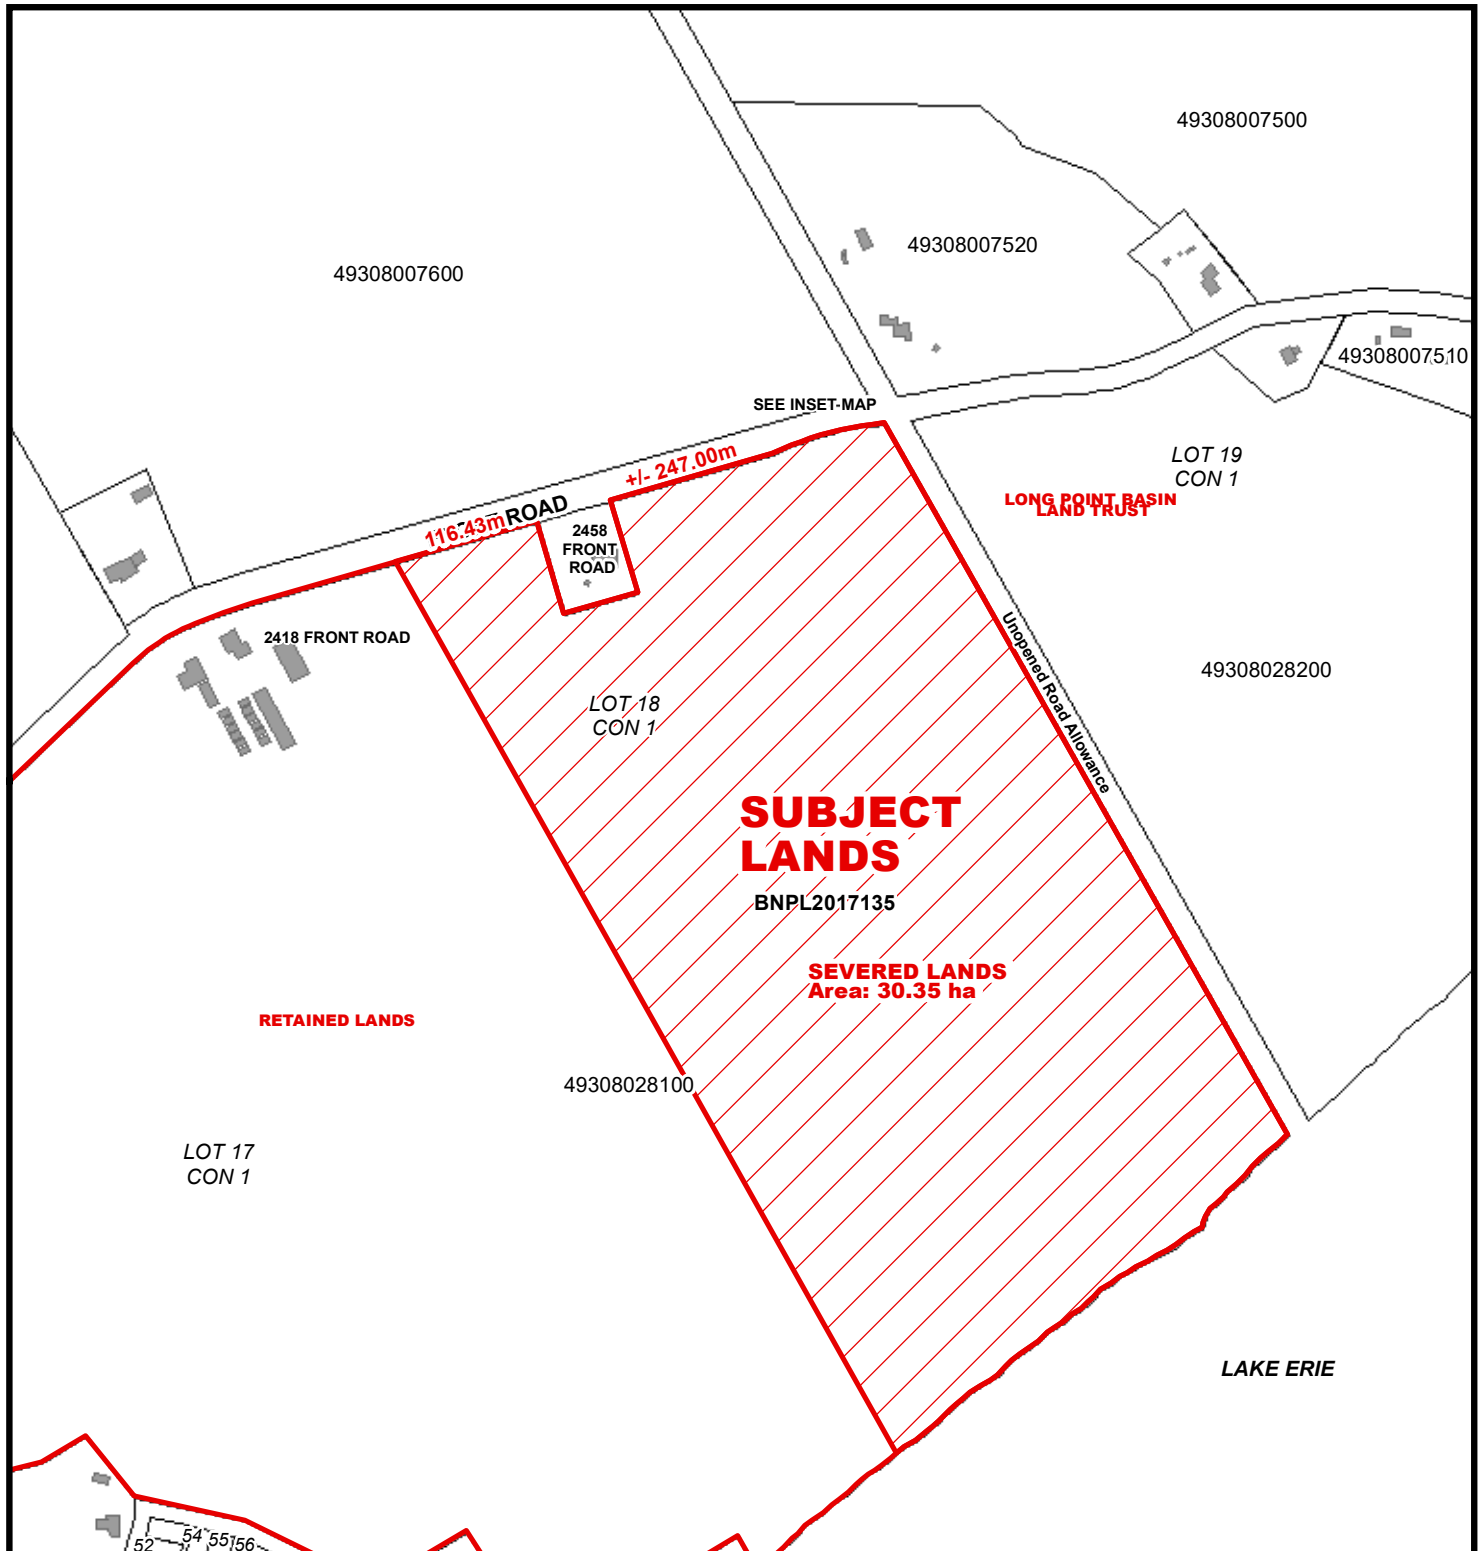 49308007500
49308007520
49308007600
49308007510
SEE INSET-MAP
+/- 247.00m
LOT 19
CON 1
LONG POINT BASIN
LAND TRUST
116.43m ROAD
2458
FRONT
ROAD
2418 FRONT ROAD
Unopened Road Allowance
49308028200
LOT 18
CON 1
SUBJECT
LANDS
BNPL2017135
SEVERED LANDS
Area: 30.35 ha
RETAINED LANDS
49308028100
LOT 17
CON 1
LAKE ERIE
52 54 55 56